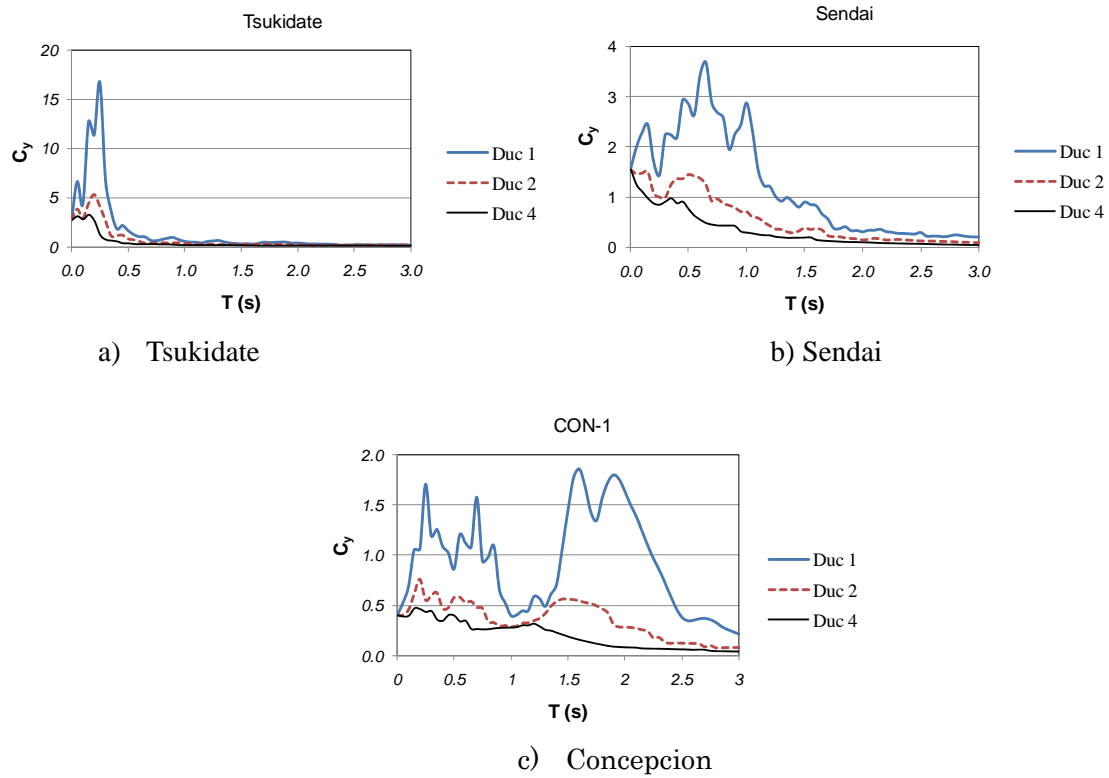 Tsukidate
20
15
10
5
0
C_y
0.0 0.5 1.0 1.5 2.0 2.5 3.0
T (s)
Duc 1
Duc 2
Duc 4
a) Tsukidate
Sendai
4
3
2
1
0
C_y
0.0 0.5 1.0 1.5 2.0 2.5 3.0
T (s)
Duc 1
Duc 2
Duc 4
b) Sendai
CON-1
2.0
1.5
1.0
0.5
0.0
C_y
0 0.5 1 1.5 2 2.5 3
T (s)
Duc 1
Duc 2
Duc 4
c) Concepcion